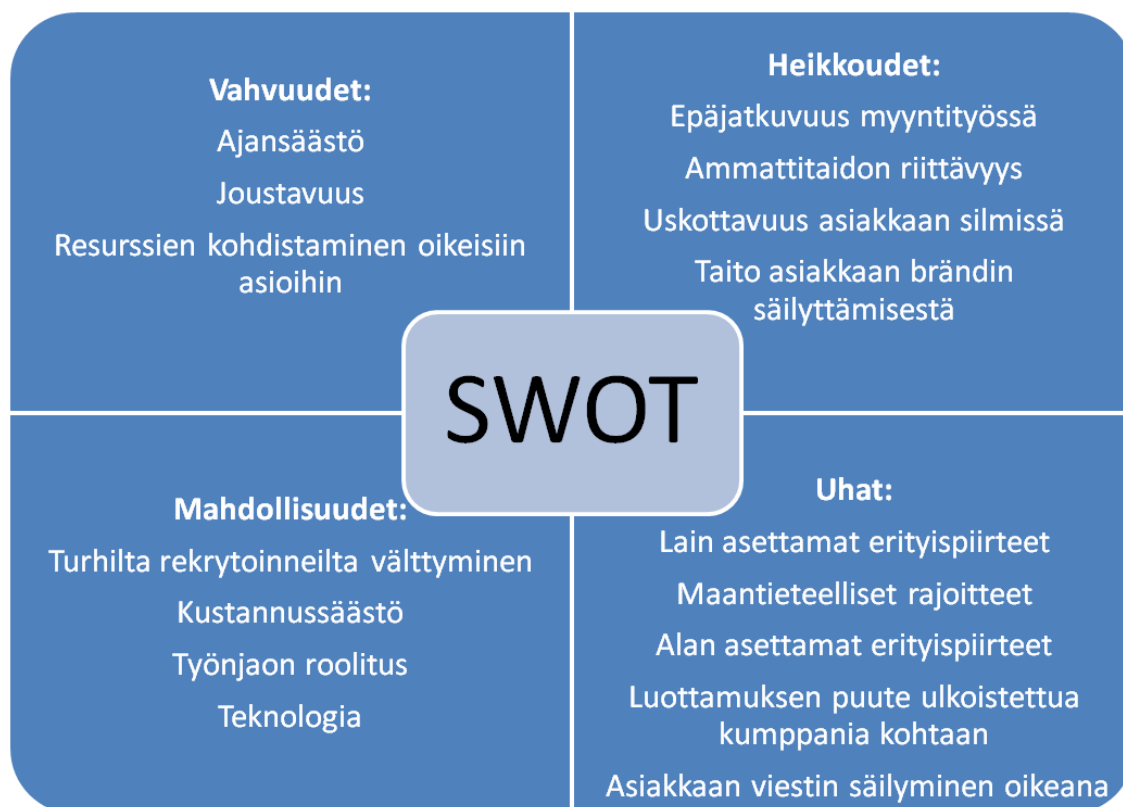 Vahvuudet:
Ajansäästö
Joustavuus
Resurssien kohdistaminen oikeisiin
asioihin
Heikkoudet:
Epäjatkuvuus myyntityössä
Ammattitaidon riittävyys
Uskottavuus asiakkaan silmissä
Taito asiakkaan brändin
säilyttämisestä
SWOT
Mahdollisuudet:
Turhilta rekrytoinneilta välttyminen
Kustannussäästö
Työnjaon roolitus
Teknologia
Uhat:
Lain asettamat erityispiirteet
Maantieteelliset rajoitteet
Alan asettamat erityispiirteet
Luottamuksen puute ulkoistettua
kumppania kohtaan
Asiakkaan viestin säilyminen oikeana